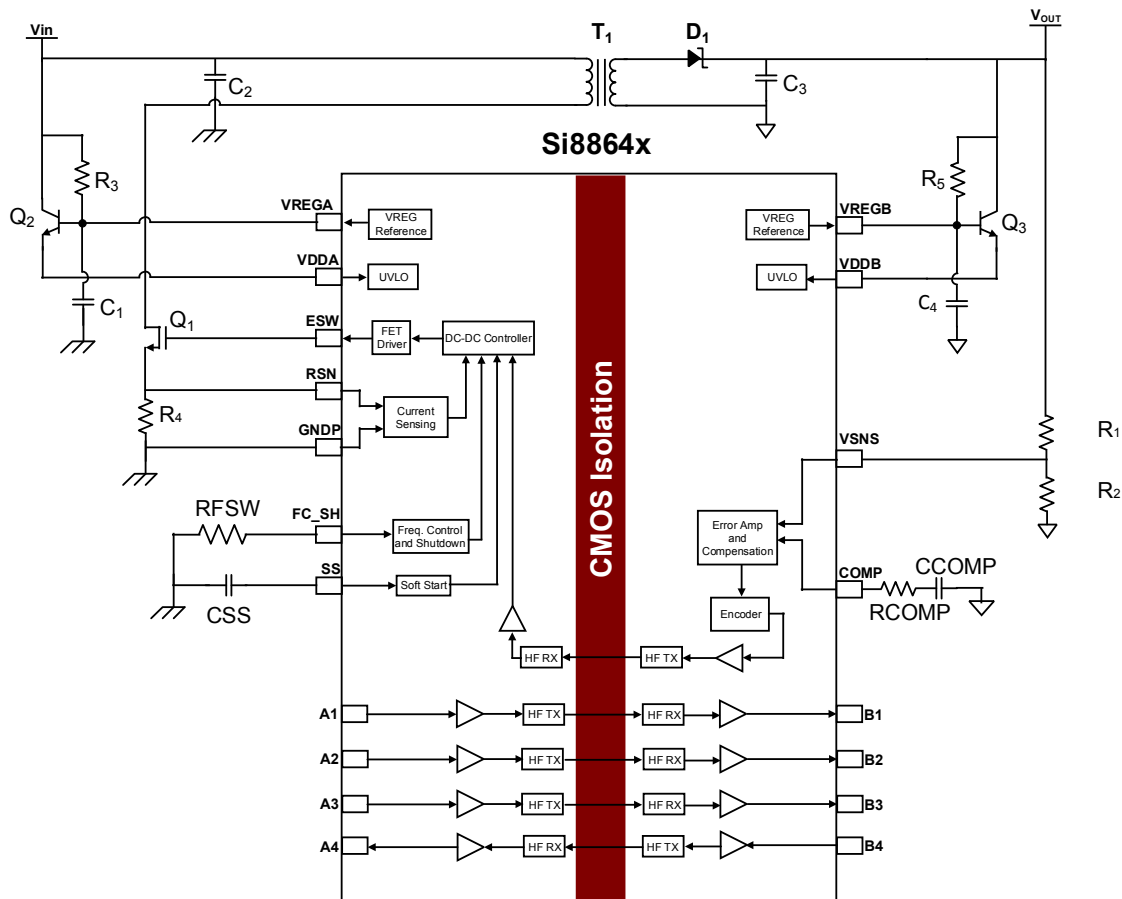 Vin
T1
D1
VOUT
C2
C3
Si8864x
R3
R5
Q2
VREGA
VREG
Reference
VREG
Reference
VREGB
Q3
VDDA
UVLO
UVLO
VDDB
C1
C4
Q1
ESW
FET
Driver
DC-DC Controller
RSN
R4
Current
Sensing
GNDP
CMOS Isolation
VSNS
R1
R2
RFSW
FC_SH
Freq. Control
and Shutdown
Error Amp
and
Compensation
SS
Soft Start
CSS
COMP
CCOMP
RCOMP
Encoder
HF RX
HF TX
A1
HF TX
HF RX
B1
A2
HF TX
HF RX
B2
A3
HF TX
HF RX
B3
A4
HF RX
HF TX
B4